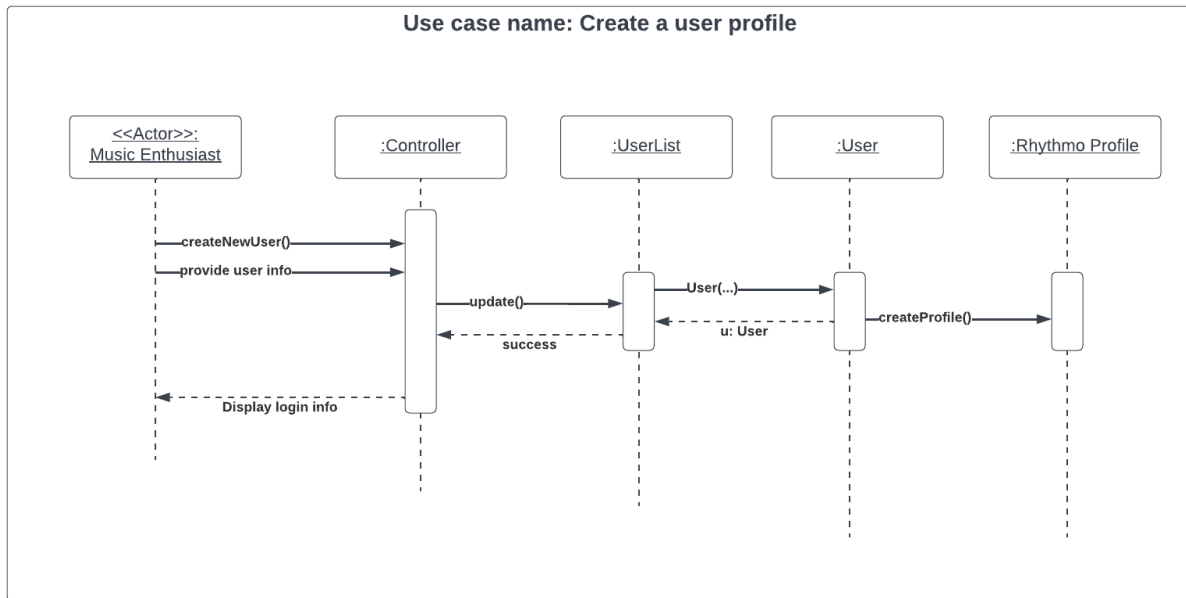 Use case name: Create a user profile
<<Actor>>:
Music Enthusiast
:Controller
:UserList
:User
:Rhythmo Profile
createNewUser()
provide user info
User(...)
update()
createProfile()
u: User
success
Display login info